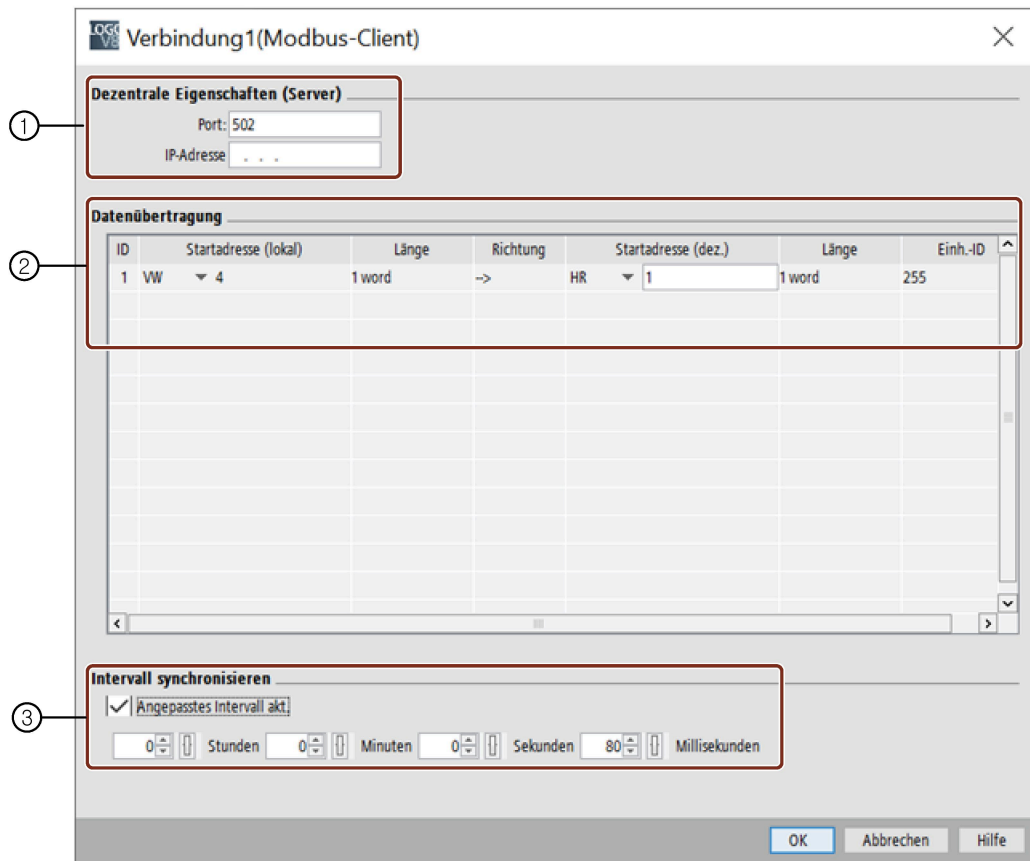 LOGO V8 Verbindung1(Modbus-Client)
Dezentrale Eigenschaften (Server)
1 Port: 502
IP-Adresse . . .
Datenübertragung
ID Startadresse (lokal) Länge Richtung Startadresse (dez.) Länge Einh.-ID
2
1 VW 4 1 word --> HR 1 1 word 255
Intervall synchronisieren
Angepasstes Intervall akt.
3
0 Stunden 0 Minuten 0 Sekunden 80 Millisekunden
OK Abbrechen Hilfe